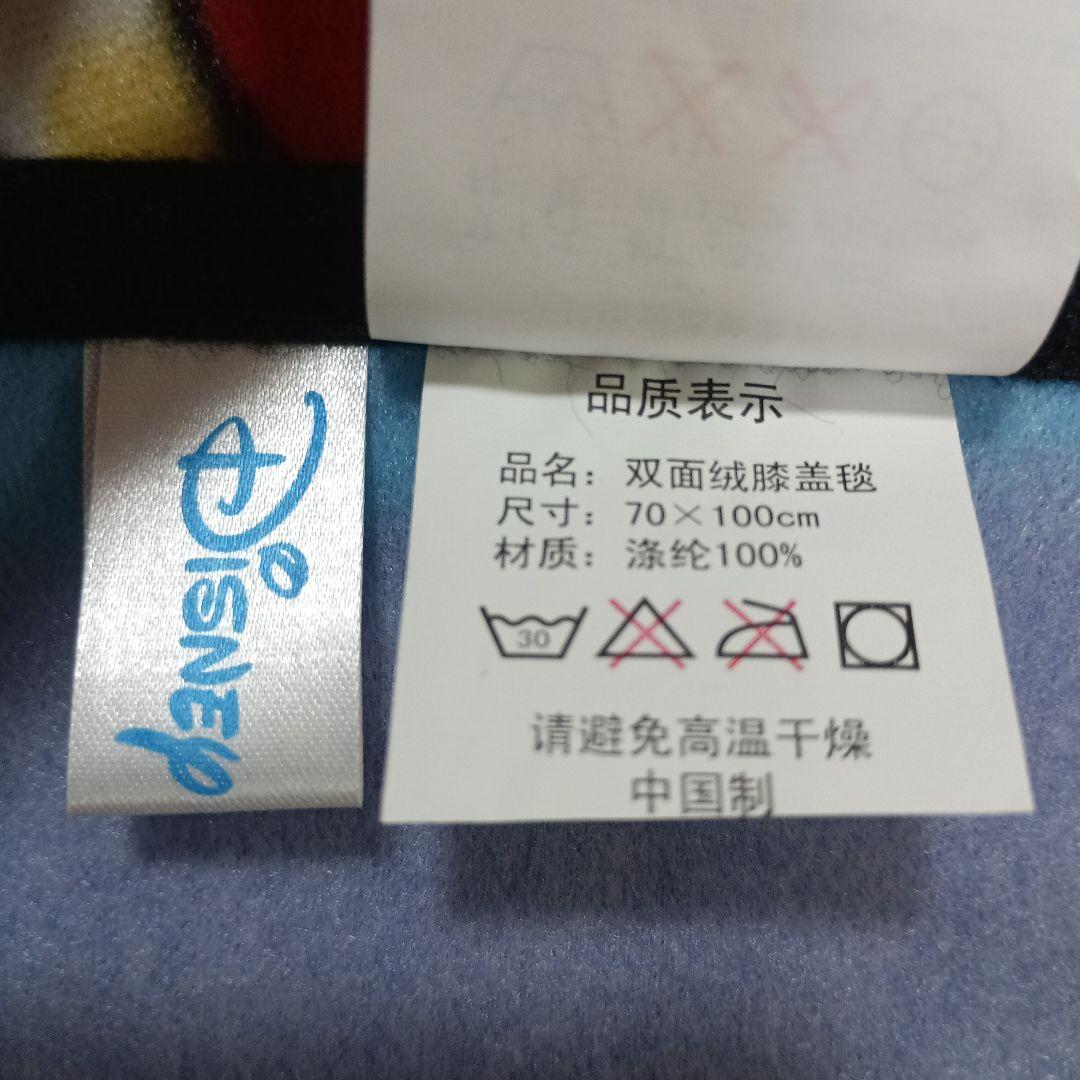 DISNEY
品质表示
品名：双面绒膝盖毯
尺寸：70×100cm
材质：涤纶100%
30
请避免高温干燥
中国制